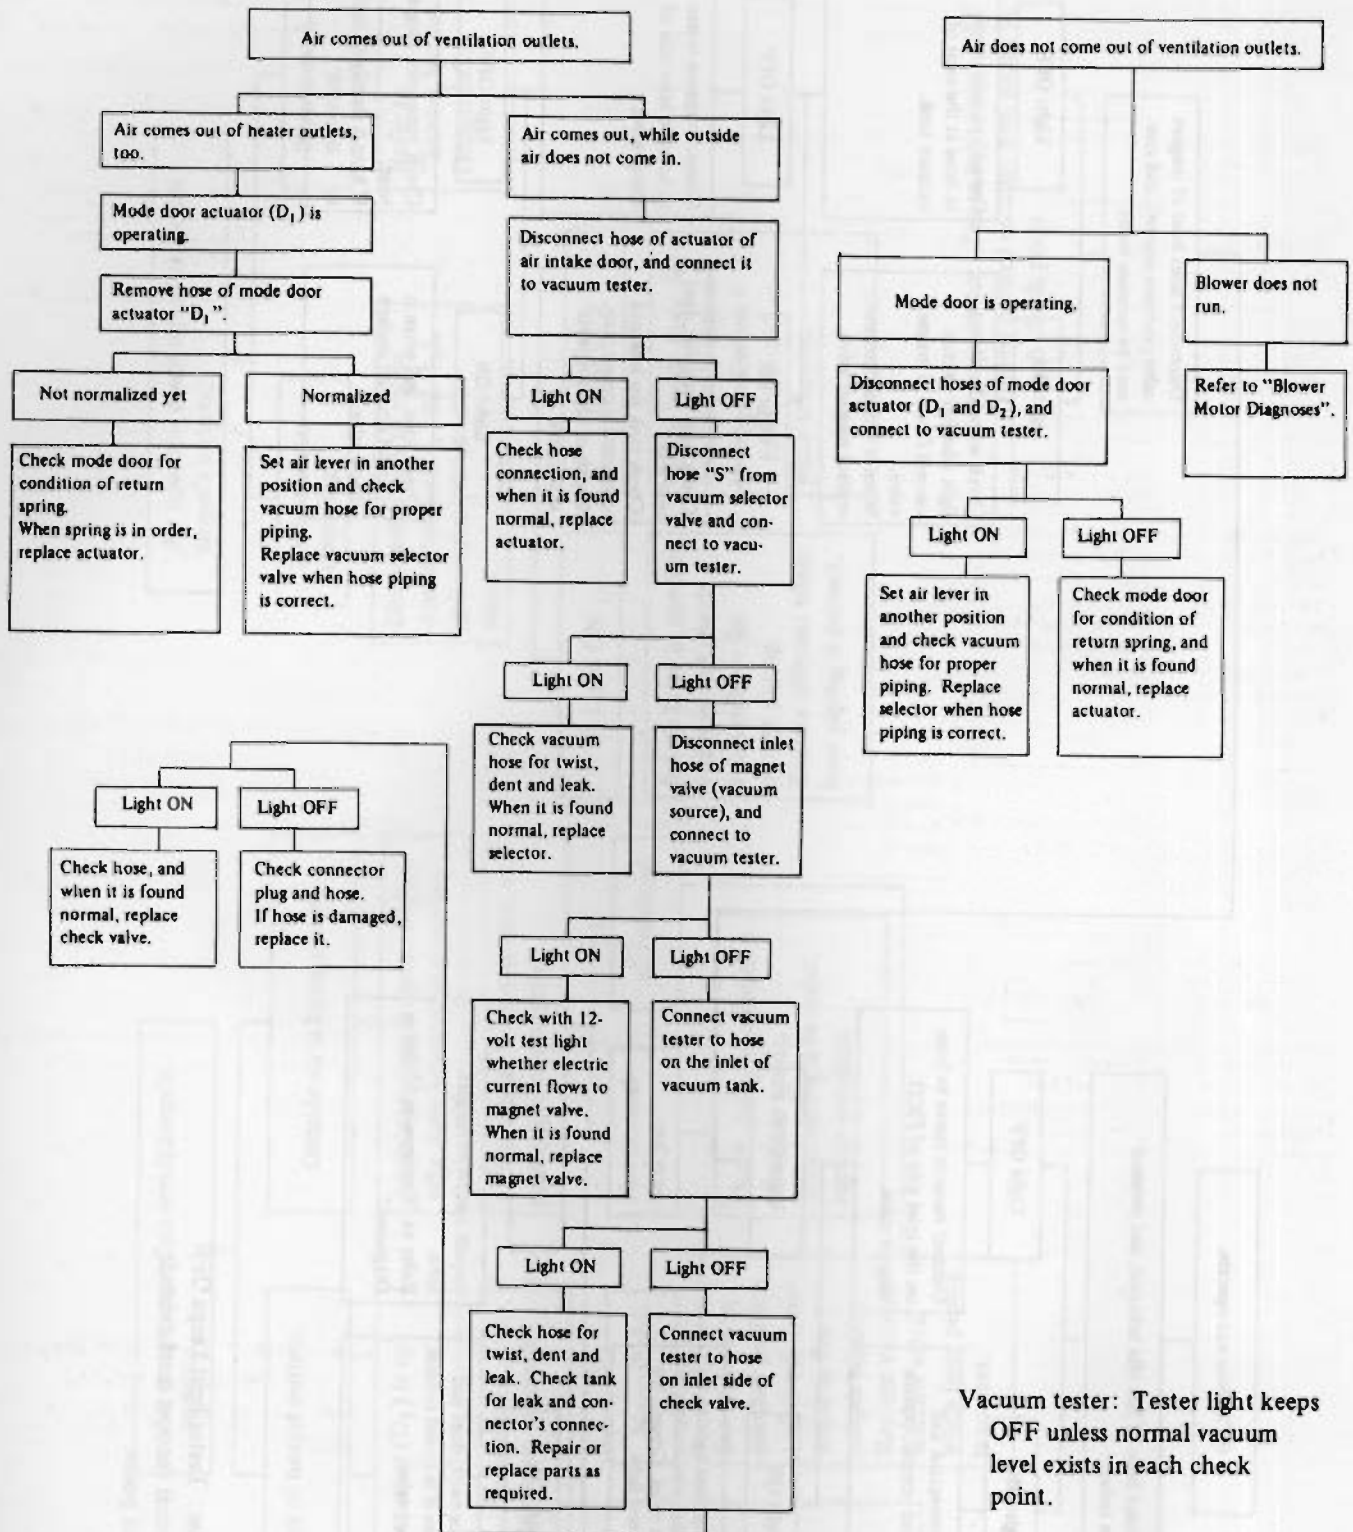 Air comes out of ventilation outlets.
Air comes out of heater outlets,
too.
Mode door actuator (D₁) is
operating.
Remove hose of mode door
actuator "D₁".
Not normalized yet
Check mode door for
condition of return
spring.
When spring is in order,
replace actuator.
Normalized
Set air lever in another
position and check
vacuum hose for proper
piping.
Replace vacuum selector
valve when hose piping
is correct.
Air comes out, while outside
air does not come in.
Disconnect hose of actuator of
air intake door, and connect it
to vacuum tester.
Light ON
Check hose
connection, and
when it is found
normal, replace
actuator.
Light OFF
Disconnect
hose "S" from
vacuum selector
valve and con-
nect to vacu-
um tester.
Light ON
Check vacuum
hose for twist,
dent and leak.
When it is found
normal, replace
selector.
Light OFF
Disconnect inlet
hose of magnet
valve (vacuum
source), and
connect to
vacuum tester.
Light ON
Check with 12-
volt test light
whether electric
current flows to
magnet valve.
When it is found
normal, replace
magnet valve.
Light OFF
Connect vacuum
tester to hose
on the inlet of
vacuum tank.
Light ON
Check hose for
twist, dent and
leak. Check tank
for leak and con-
nector's connec-
tion. Repair or
replace parts as
required.
Light OFF
Connect vacuum
tester to hose
on inlet side of
check valve.
Light ON
Check hose, and
when it is found
normal, replace
check valve.
Light OFF
Check connector
plug and hose.
If hose is damaged,
replace it.
Air does not come out of ventilation outlets.
Mode door is operating.
Disconnect hoses of mode door
actuator (D₁ and D₂), and
connect to vacuum tester.
Light ON
Set air lever in
another position
and check vacuum
hose for proper
piping. Replace
selector when hose
piping is correct.
Light OFF
Check mode door
for condition of
return spring, and
when it is found
normal, replace
actuator.
Blower does not
run.
Refer to "Blower
Motor Diagnoses".
Vacuum tester: Tester light keeps
OFF unless normal vacuum
level exists in each check
point.